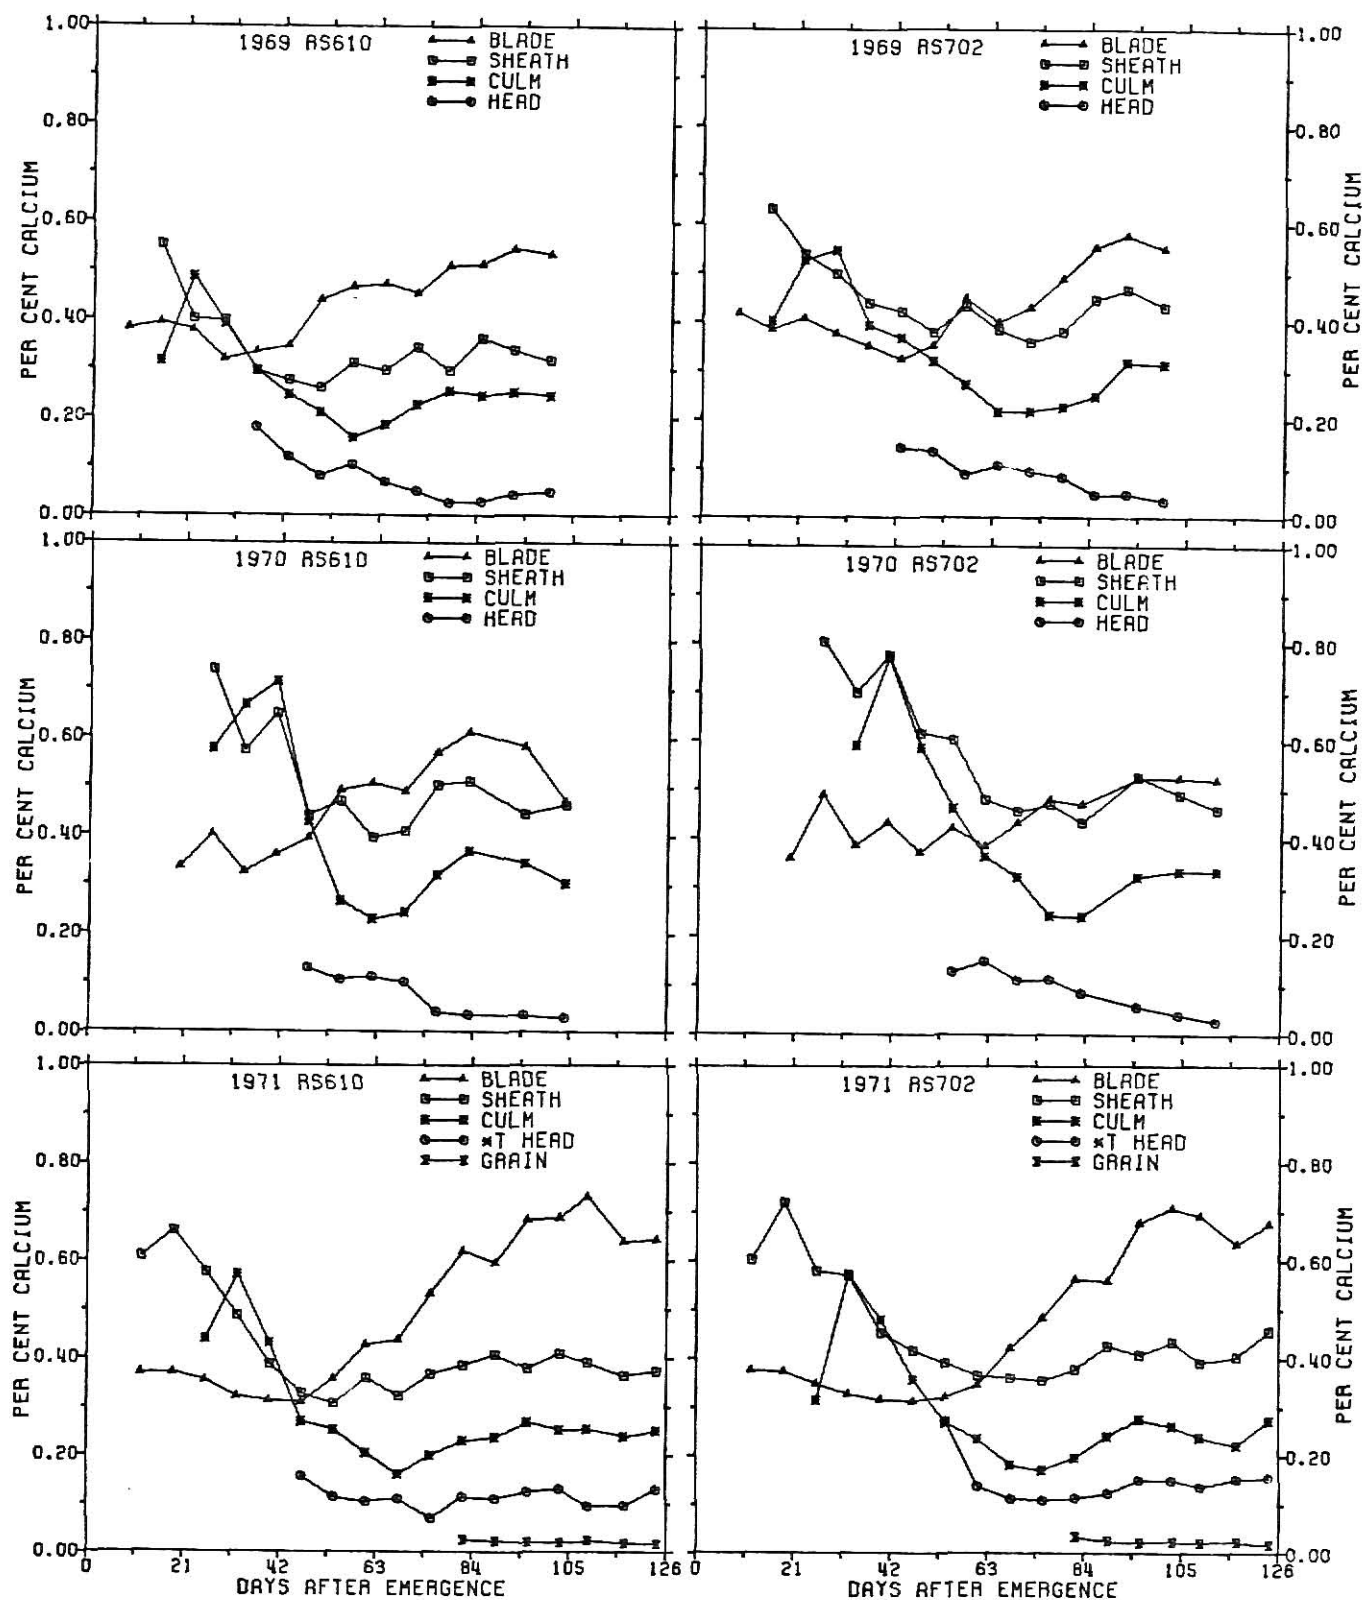 1969 RS610
BLADE
SHEATH
CULM
HEAD
1.00
0.80
0.60
0.40
0.20
0.00
PER CENT CALCIUM
1969 RS702
BLADE
SHEATH
CULM
HEAD
1.00
0.80
0.60
0.40
0.20
0.00
PER CENT CALCIUM
1970 RS610
BLADE
SHEATH
CULM
HEAD
1.00
0.80
0.60
0.40
0.20
0.00
PER CENT CALCIUM
1970 RS702
BLADE
SHEATH
CULM
HEAD
1.00
0.80
0.60
0.40
0.20
0.00
PER CENT CALCIUM
1971 RS610
BLADE
SHEATH
CULM
*T HEAD
GRAIN
1.00
0.80
0.60
0.40
0.20
0.00
PER CENT CALCIUM
0 21 42 63 84 105 126
DAYS AFTER EMERGENCE
1971 RS702
BLADE
SHEATH
CULM
*T HEAD
GRAIN
1.00
0.80
0.60
0.40
0.20
0.00
PER CENT CALCIUM
0 21 42 63 84 105 126
DAYS AFTER EMERGENCE